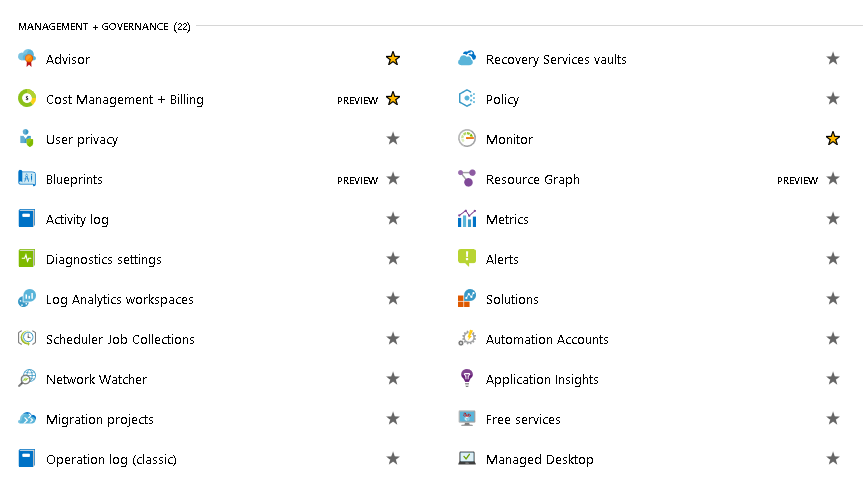 MANAGEMENT + GOVERNANCE (22)
Advisor
Cost Management + Billing PREVIEW
User privacy
Blueprints PREVIEW
Activity log
Diagnostics settings
Log Analytics workspaces
Scheduler Job Collections
Network Watcher
Migration projects
Operation log (classic)
Recovery Services vaults
Policy
Monitor
Resource Graph PREVIEW
Metrics
Alerts
Solutions
Automation Accounts
Application Insights
Free services
Managed Desktop